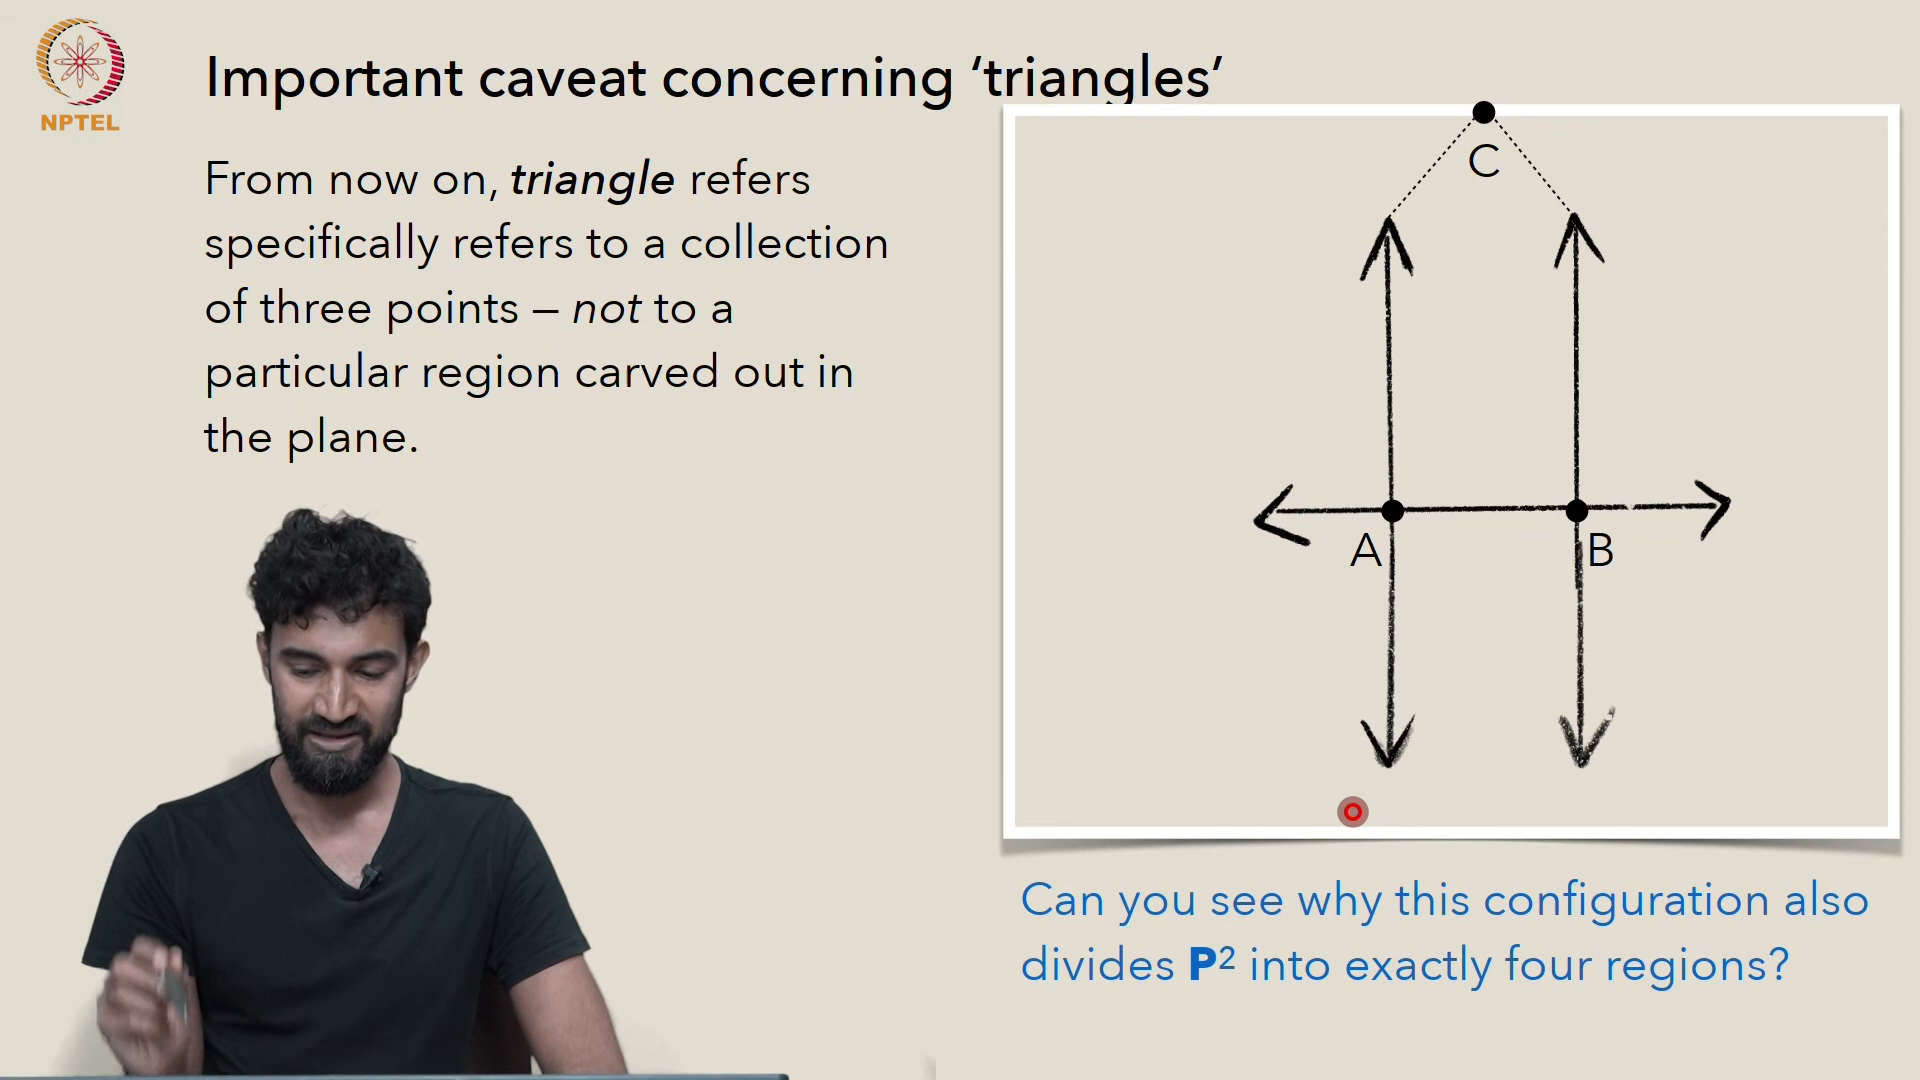 NPTEL
Important caveat concerning ‘triangles’
From now on, triangle refers
specifically refers to a collection
of three points – not to a
particular region carved out in
the plane.
C
A
B
Can you see why this configuration also
divides P² into exactly four regions?